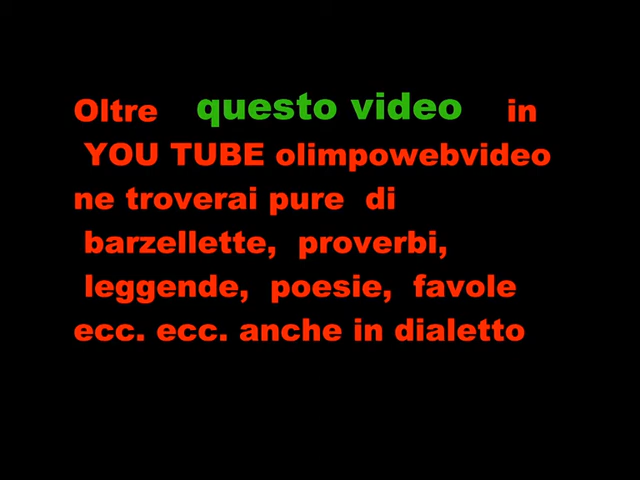 Oltre questo video in
YOU TUBE olimpowebvideo
ne troverai pure di
barzellette, proverbi,
leggende, poesie, favole
ecc. ecc. anche in dialetto